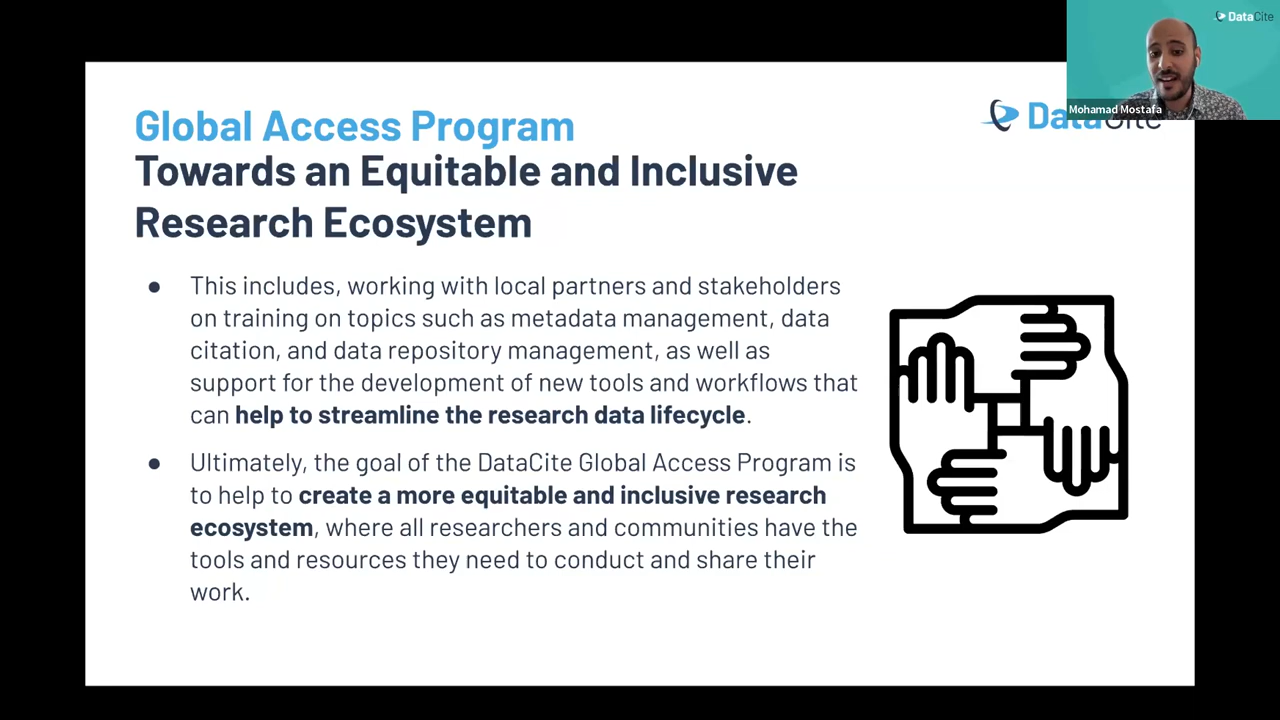 DataCite
Mohamad Mostafa
Global Access Program
DataCite
Towards an Equitable and Inclusive
Research Ecosystem
● This includes, working with local partners and stakeholders
on training on topics such as metadata management, data
citation, and data repository management, as well as
support for the development of new tools and workflows that
can help to streamline the research data lifecycle.
● Ultimately, the goal of the DataCite Global Access Program is
to help to create a more equitable and inclusive research
ecosystem, where all researchers and communities have the
tools and resources they need to conduct and share their
work.